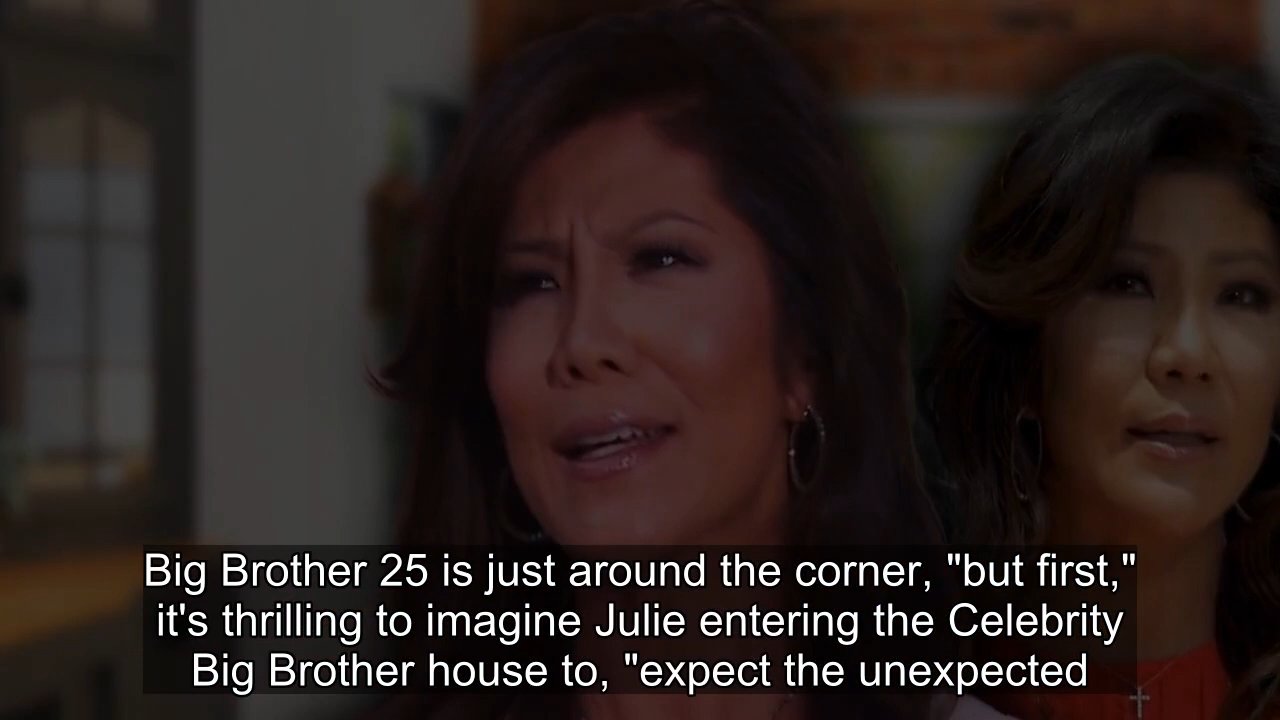 Big Brother 25 is just around the corner, "but first,"
it's thrilling to imagine Julie entering the Celebrity
Big Brother house to, "expect the unexpected